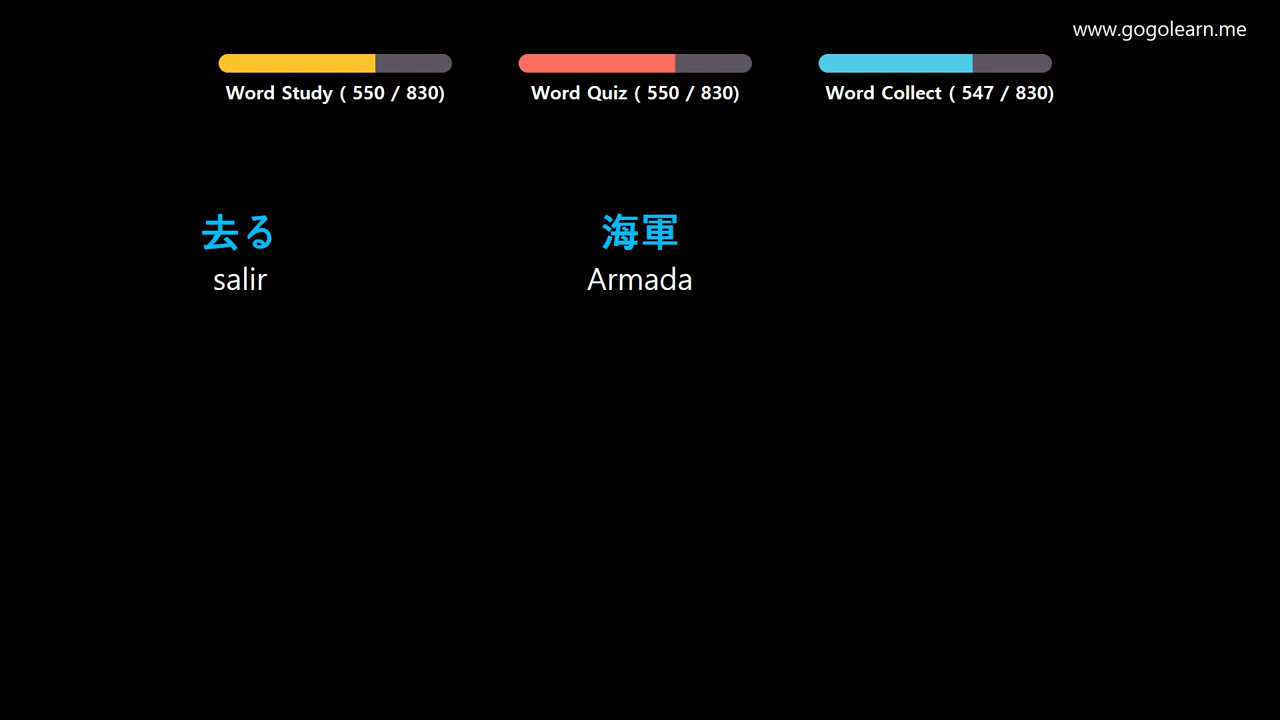 www.gogolearn.me
Word Study ( 550 / 830)
Word Quiz ( 550 / 830)
Word Collect ( 547 / 830)
去る
salir
海軍
Armada